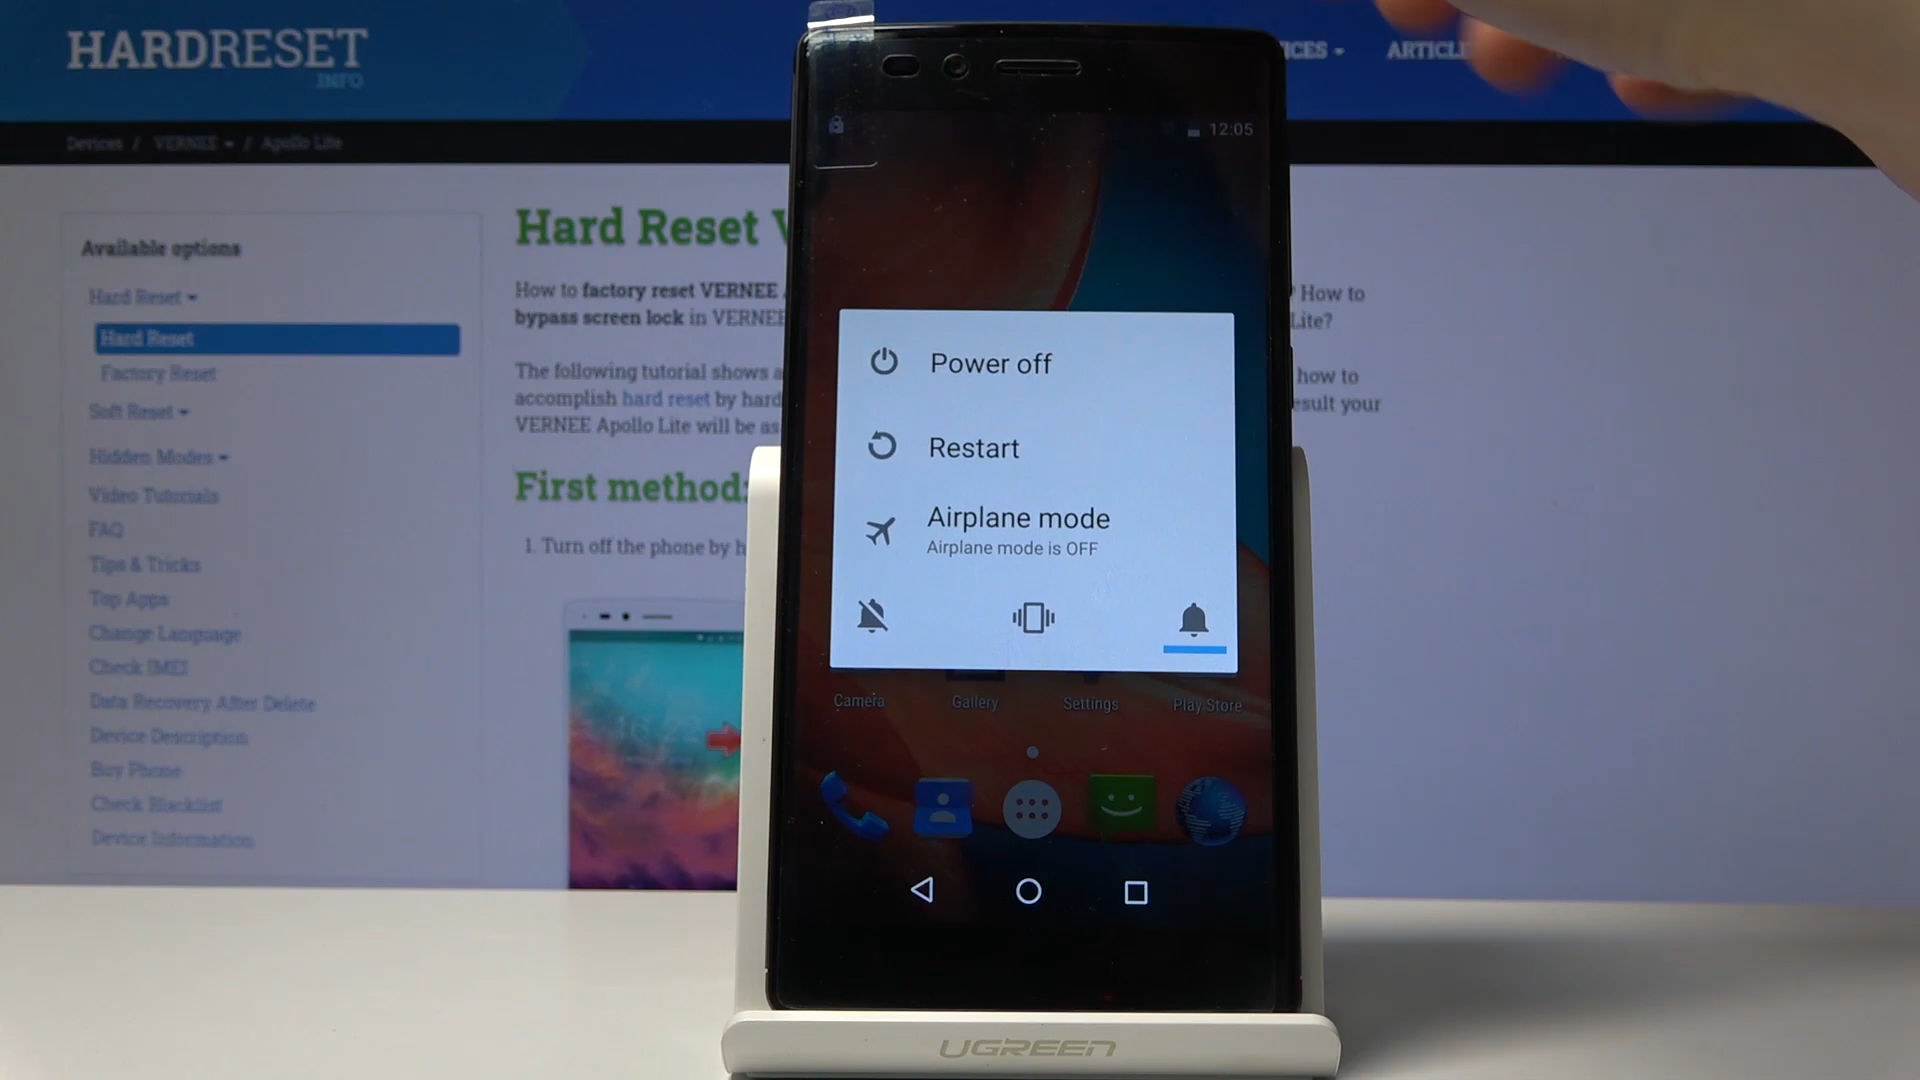 HARDRESET
.INFO
ARTICLE
Devices / VERNEE / Apollo Lite
Available options
Hard Reset
Hard Reset
Factory Reset
Soft Reset
Hidden Modes
Video Tutorials
FAQ
Tips & Tricks
Top Apps
Change Language
Check IMEI
Data Recovery After Delete
Device Description
Buy Phone
Check Blacklist
Device Information
Hard Reset
How to factory reset VERNEE
bypass screen lock in VERNEE
The following tutorial shows
accomplish hard reset by hard
VERNEE Apollo Lite will be as
First method:
1. Turn off the phone by
? How to
Lite?
how to
esult your
12:05
Power off
Restart
Airplane mode
Airplane mode is OFF
Camera
Gallery
Settings
Play Store
UGREEN